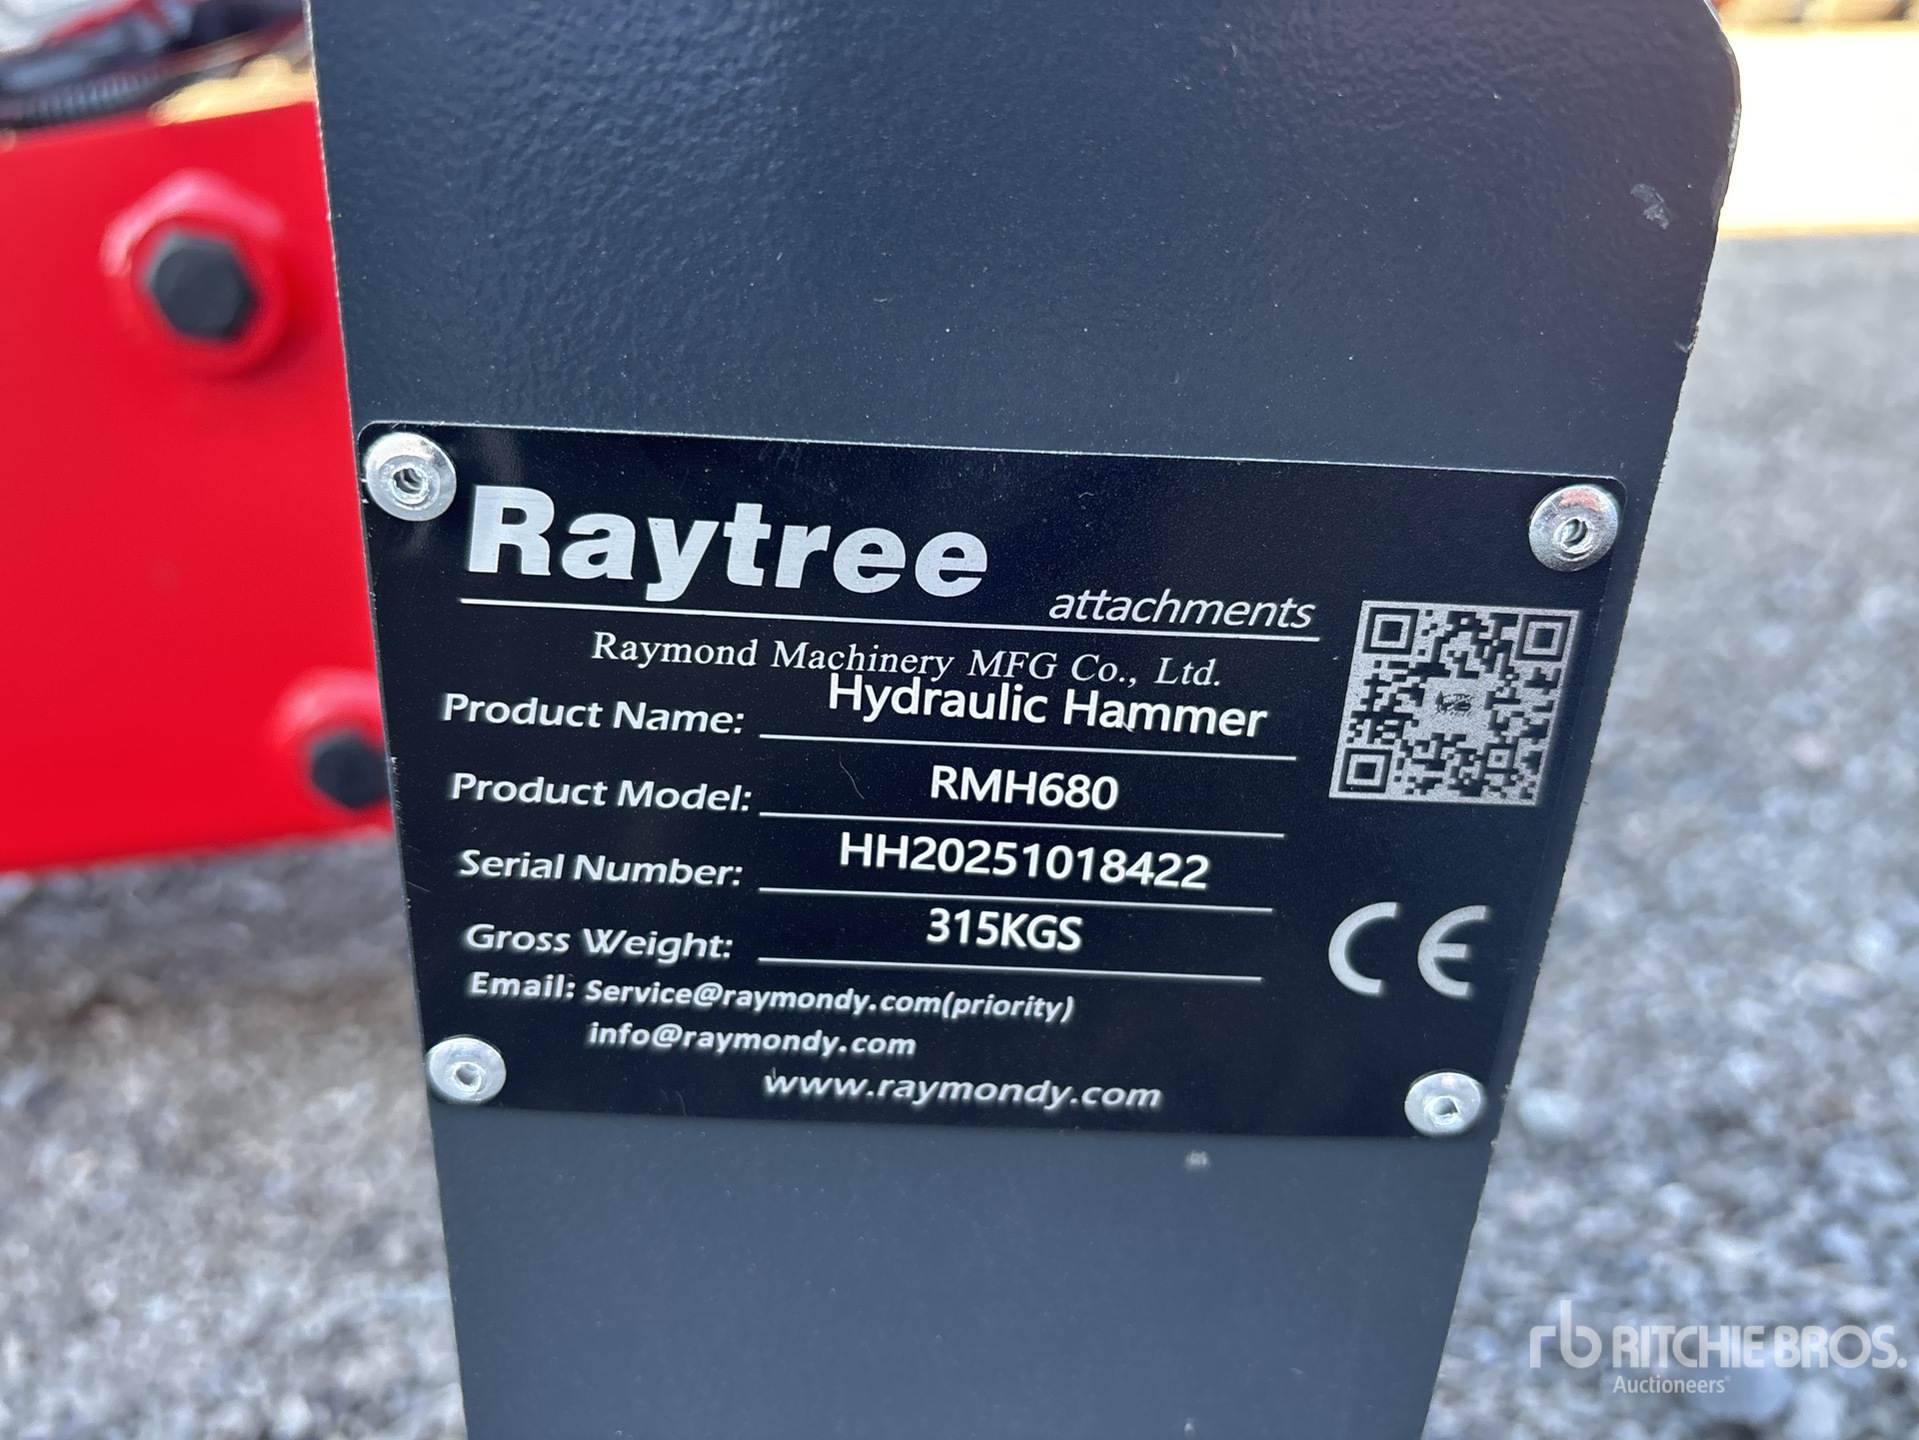 Raytree
attachments
Raymond Machinery MFG Co., Ltd.
Product Name: Hydraulic Hammer
Product Model: RMH680
Serial Number: HH20251018422
Gross Weight: 315KGS
Email: Service@raymondy.com(priority)
info@raymondy.com
www.raymondy.com
CE
rb RITCHIE BROS.
Auctioneers